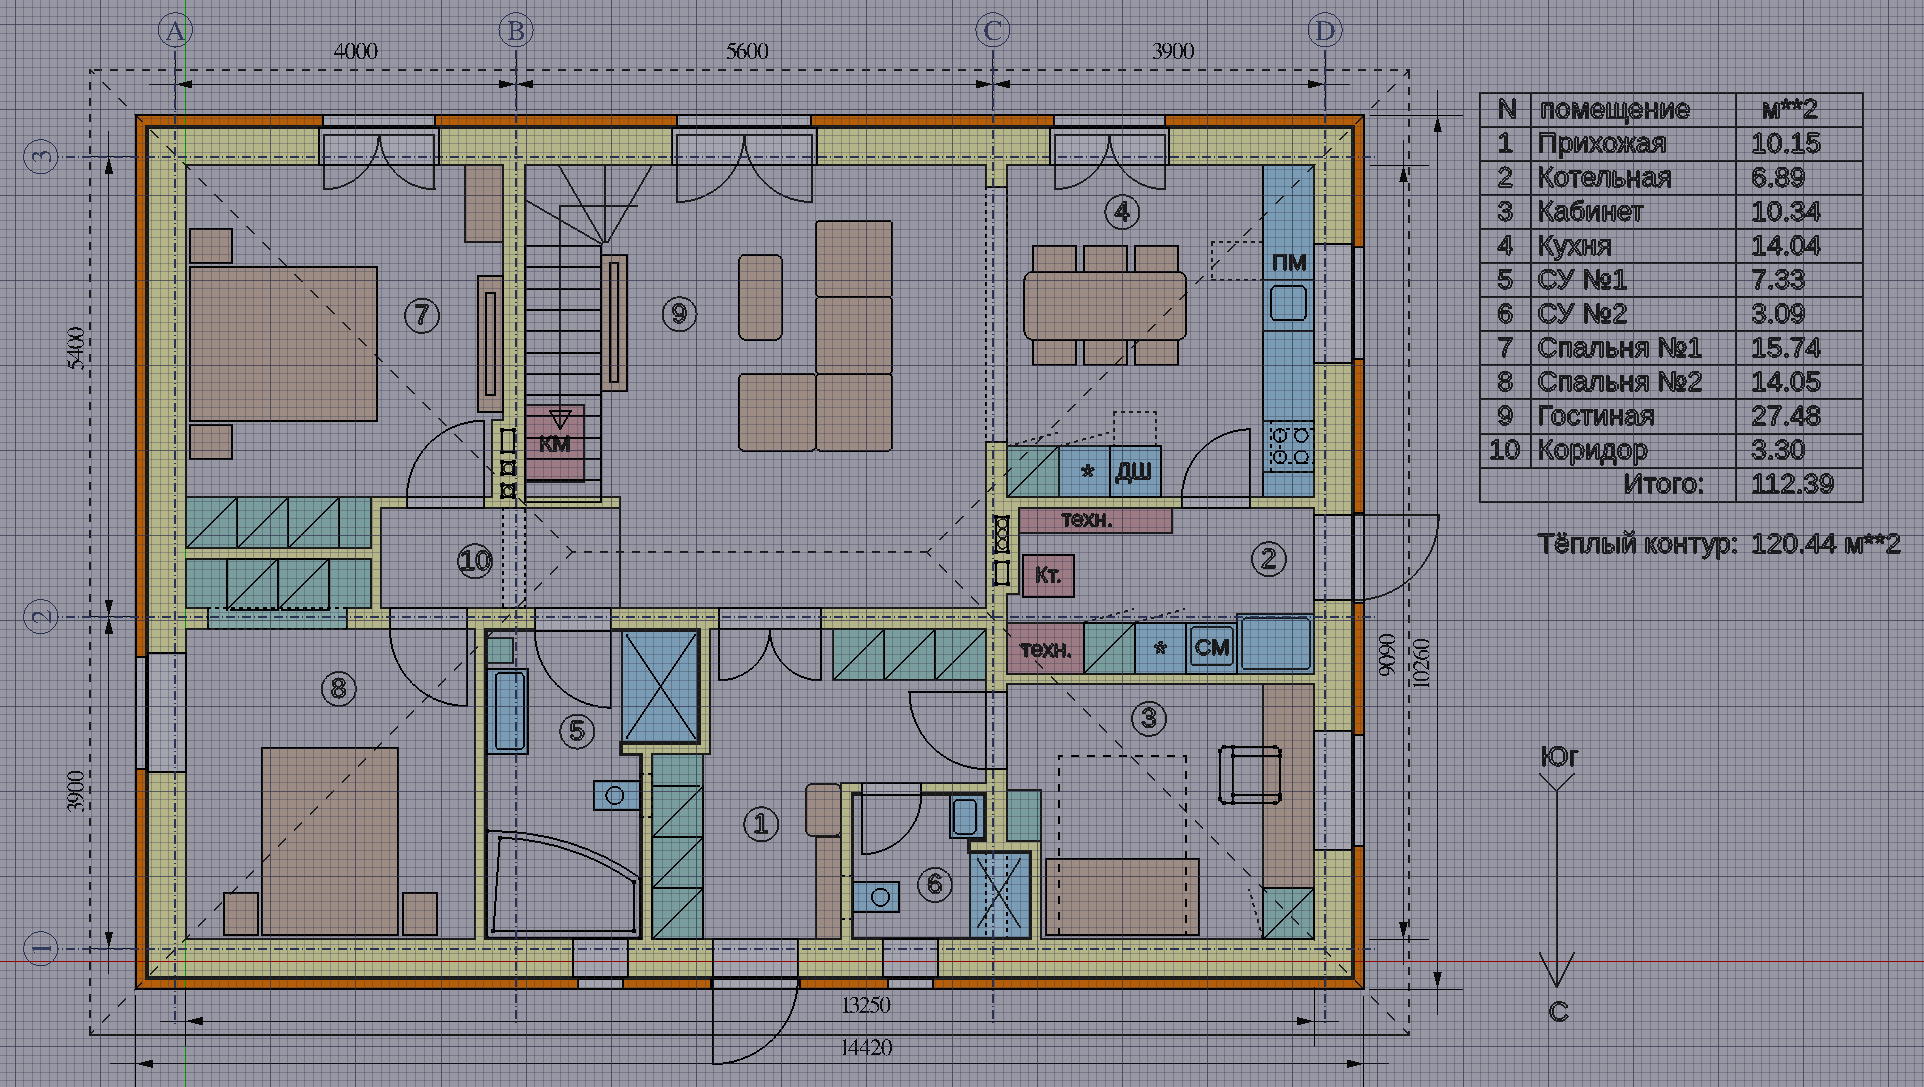 A B C D
4000 5600 3900
3
2
1
5400
3900
9090
10260
13250
14420
7
9
4
ПМ
КМ
* ДШ
10
техн.
Кт.
2
техн. * СМ
8
5
3
1
6
N помещение м**2
1 Прихожая 10.15
2 Котельная 6.89
3 Кабинет 10.34
4 Кухня 14.04
5 СУ №1 7.33
6 СУ №2 3.09
7 Спальня №1 15.74
8 Спальня №2 14.05
9 Гостиная 27.48
10 Коридор 3.30
Итого: 112.39
Тёплый контур: 120.44 м**2
Юг
С